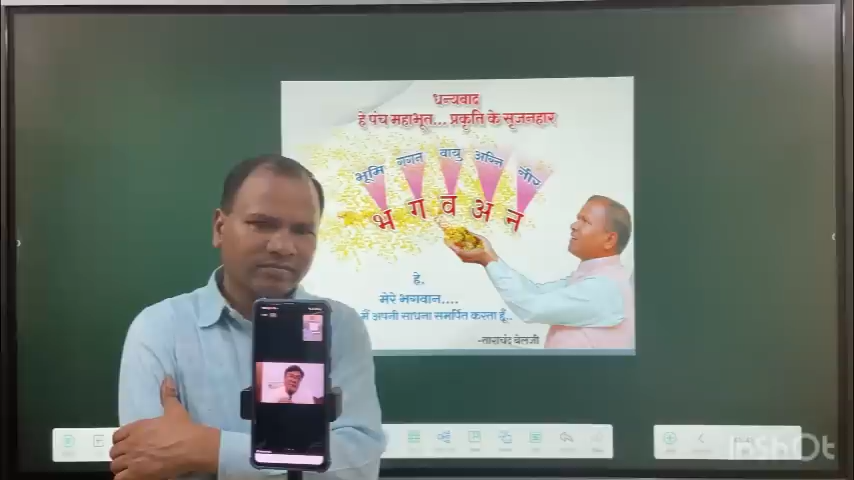 धन्यवाद
हे पंच महाभूत... प्रकृति के सृजनहार
भूमि गगन वायु अग्नि नीर
भ ग व अ न
हे,
मेरे भगवान....
मैं अपनी साधना समर्पित करता हूँ..
-ताराचंद बेलजी
InShOt